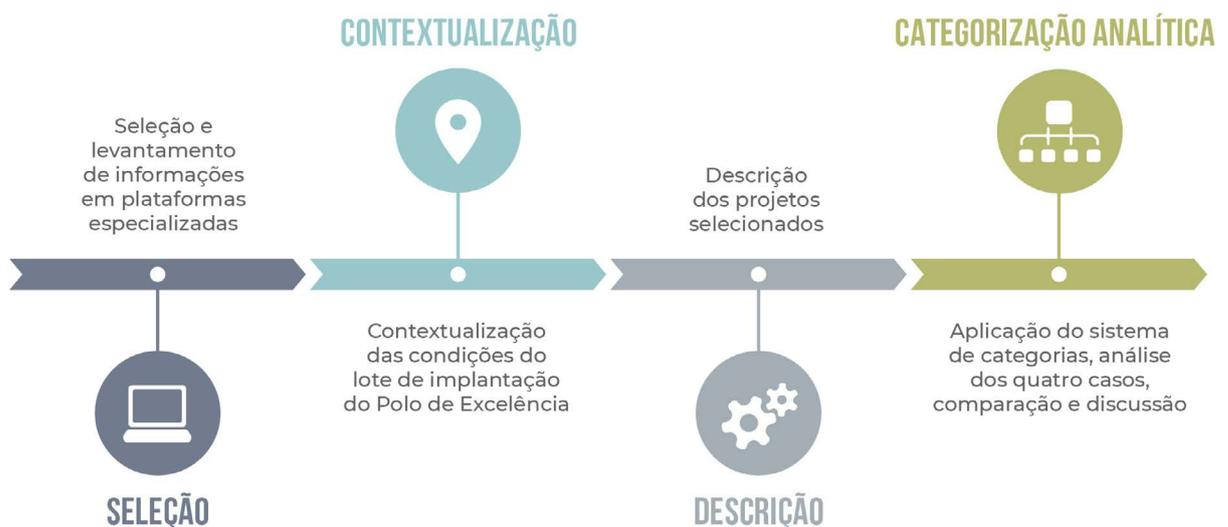 SELEÇÃO
Seleção e
levantamento
de informações
em plataformas
especializadas
CONTEXTUALIZAÇÃO
Contextualização
das condições do
lote de implantação
do Polo de Excelência
DESCRIÇÃO
Descrição
dos projetos
selecionados
CATEGORIZAÇÃO ANALÍTICA
Aplicação do sistema
de categorias, análise
dos quatro casos,
comparação e discussão